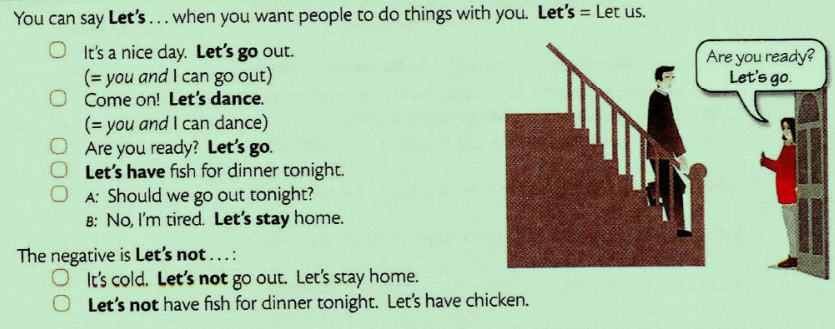 You can say Let's... when you want people to do things with you. Let's = Let us.
It's a nice day. Let's go out.
(= you and I can go out)
Come on! Let's dance.
(= you and I can dance)
Are you ready? Let's go.
Let's have fish for dinner tonight.
A: Should we go out tonight?
B: No, I'm tired. Let's stay home.
The negative is Let's not...:
It's cold. Let's not go out. Let's stay home.
Let's not have fish for dinner tonight. Let's have chicken.
Are you ready?
Let's go.